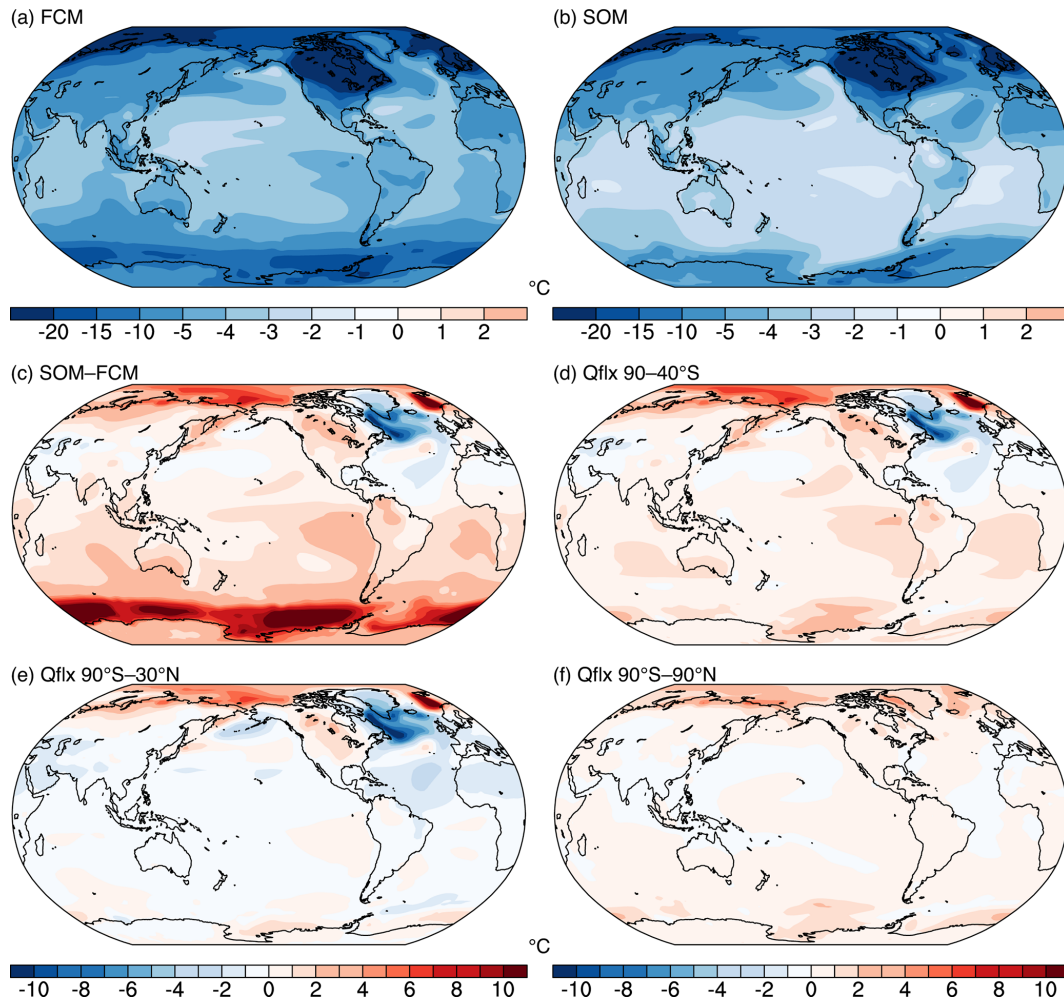 (a) FCM
(b) SOM
°C
-20 -15 -10 -5 -4 -3 -2 -1 0 1 2
-20 -15 -10 -5 -4 -3 -2 -1 0 1 2
(c) SOM–FCM
(d) Qflx 90–40°S
(e) Qflx 90°S–30°N
(f) Qflx 90°S–90°N
°C
-10 -8 -6 -4 -2 0 2 4 6 8 10
-10 -8 -6 -4 -2 0 2 4 6 8 10